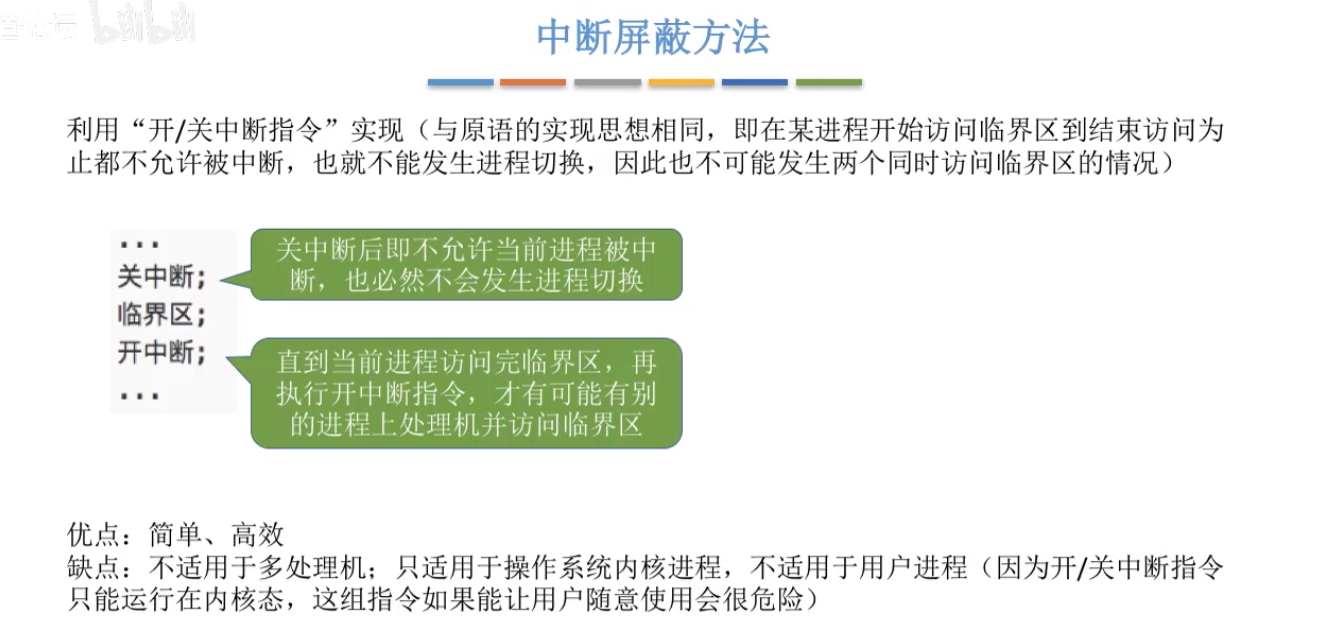 bilibili
中断屏蔽方法
利用“开/关中断指令”实现（与原语的实现思想相同，即在某进程开始访问临界区到结束访问为
止都不允许被中断，也就不能发生进程切换，因此也不可能发生两个同时访问临界区的情况）
...
关中断;
临界区;
开中断;
...
关中断后即不允许当前进程被中
断，也必然不会发生进程切换
直到当前进程访问完临界区，再
执行开中断指令，才有可能有别
的进程上处理机并访问临界区
优点：简单、高效
缺点：不适用于多处理机；只适用于操作系统内核进程，不适用于用户进程（因为开/关中断指令
只能运行在内核态，这组指令如果能让用户随意使用会很危险）